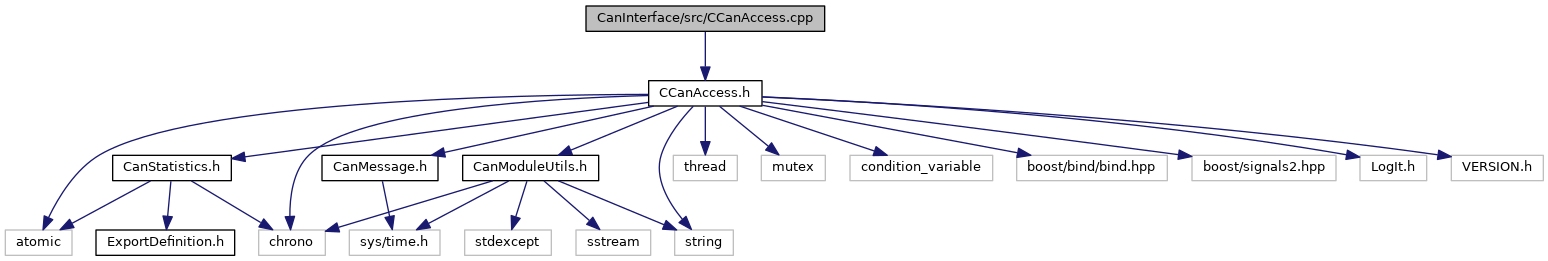 CanInterface/src/CCanAccess.cpp
CCanAccess.h
CanStatistics.h
CanMessage.h
CanModuleUtils.h
thread
mutex
condition_variable
boost/bind/bind.hpp
boost/signals2.hpp
LogIt.h
VERSION.h
atomic
ExportDefinition.h
chrono
sys/time.h
stdexcept
sstream
string